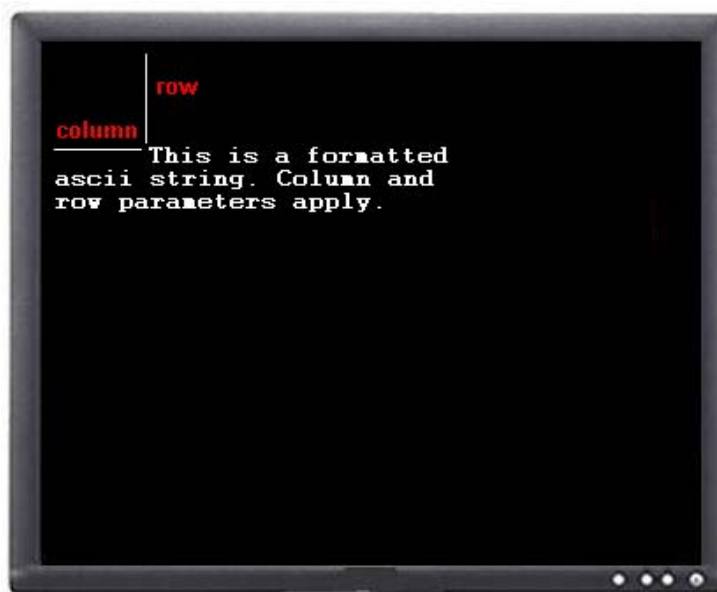 row
column
This is a formatted
ascii string. Column and
row parameters apply.